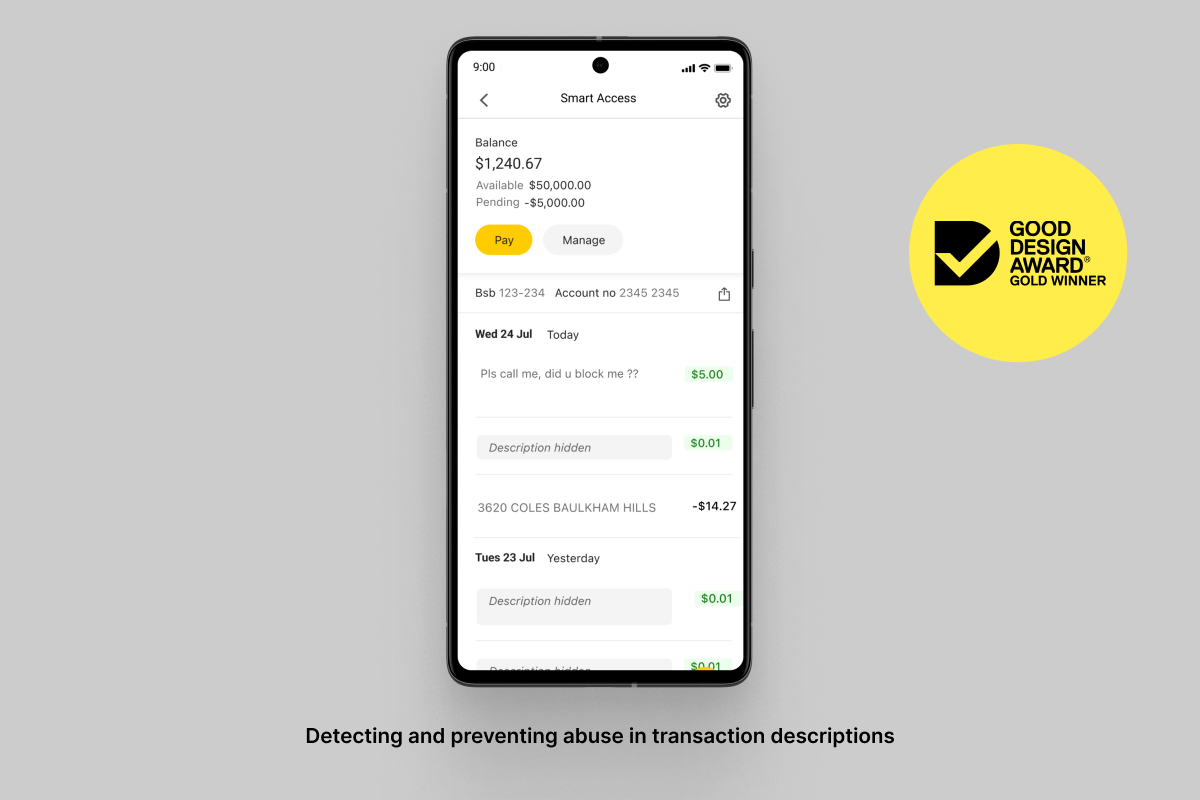 9:00
Smart Access
Balance
$1,240.67
Available $50,000.00
Pending -$5,000.00
Pay Manage
Bsb 123-234 Account no 2345 2345
Wed 24 Jul Today
Pls call me, did u block me ?? $5.00
Description hidden $0.01
3620 COLES BAULKHAM HILLS -$14.27
Tues 23 Jul Yesterday
Description hidden $0.01
Description hidden $0.01
GOOD
DESIGN
AWARD®
GOLD WINNER
Detecting and preventing abuse in transaction descriptions